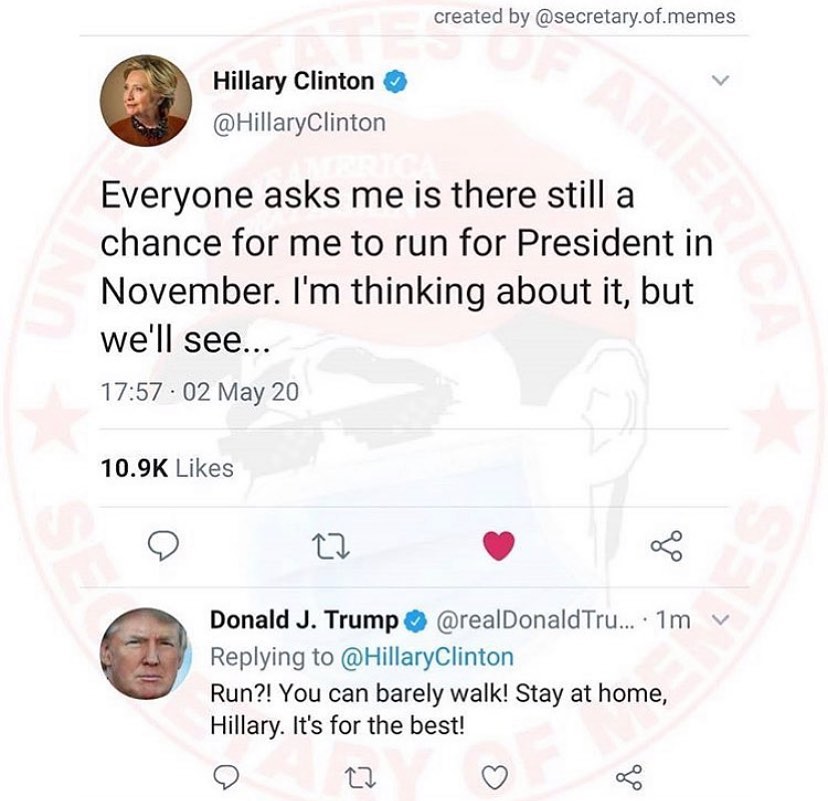 created by @secretary.of.memes
Hillary Clinton
@HillaryClinton
Everyone asks me is there still a
chance for me to run for President in
November. I'm thinking about it, but
we'll see...
17:57 · 02 May 20
10.9K Likes
Donald J. Trump @realDonaldTru... · 1m
Replying to @HillaryClinton
Run?! You can barely walk! Stay at home,
Hillary. It's for the best!
UNITED STATES OF AMERICA
SECRETARY OF MEMES
AMERICA